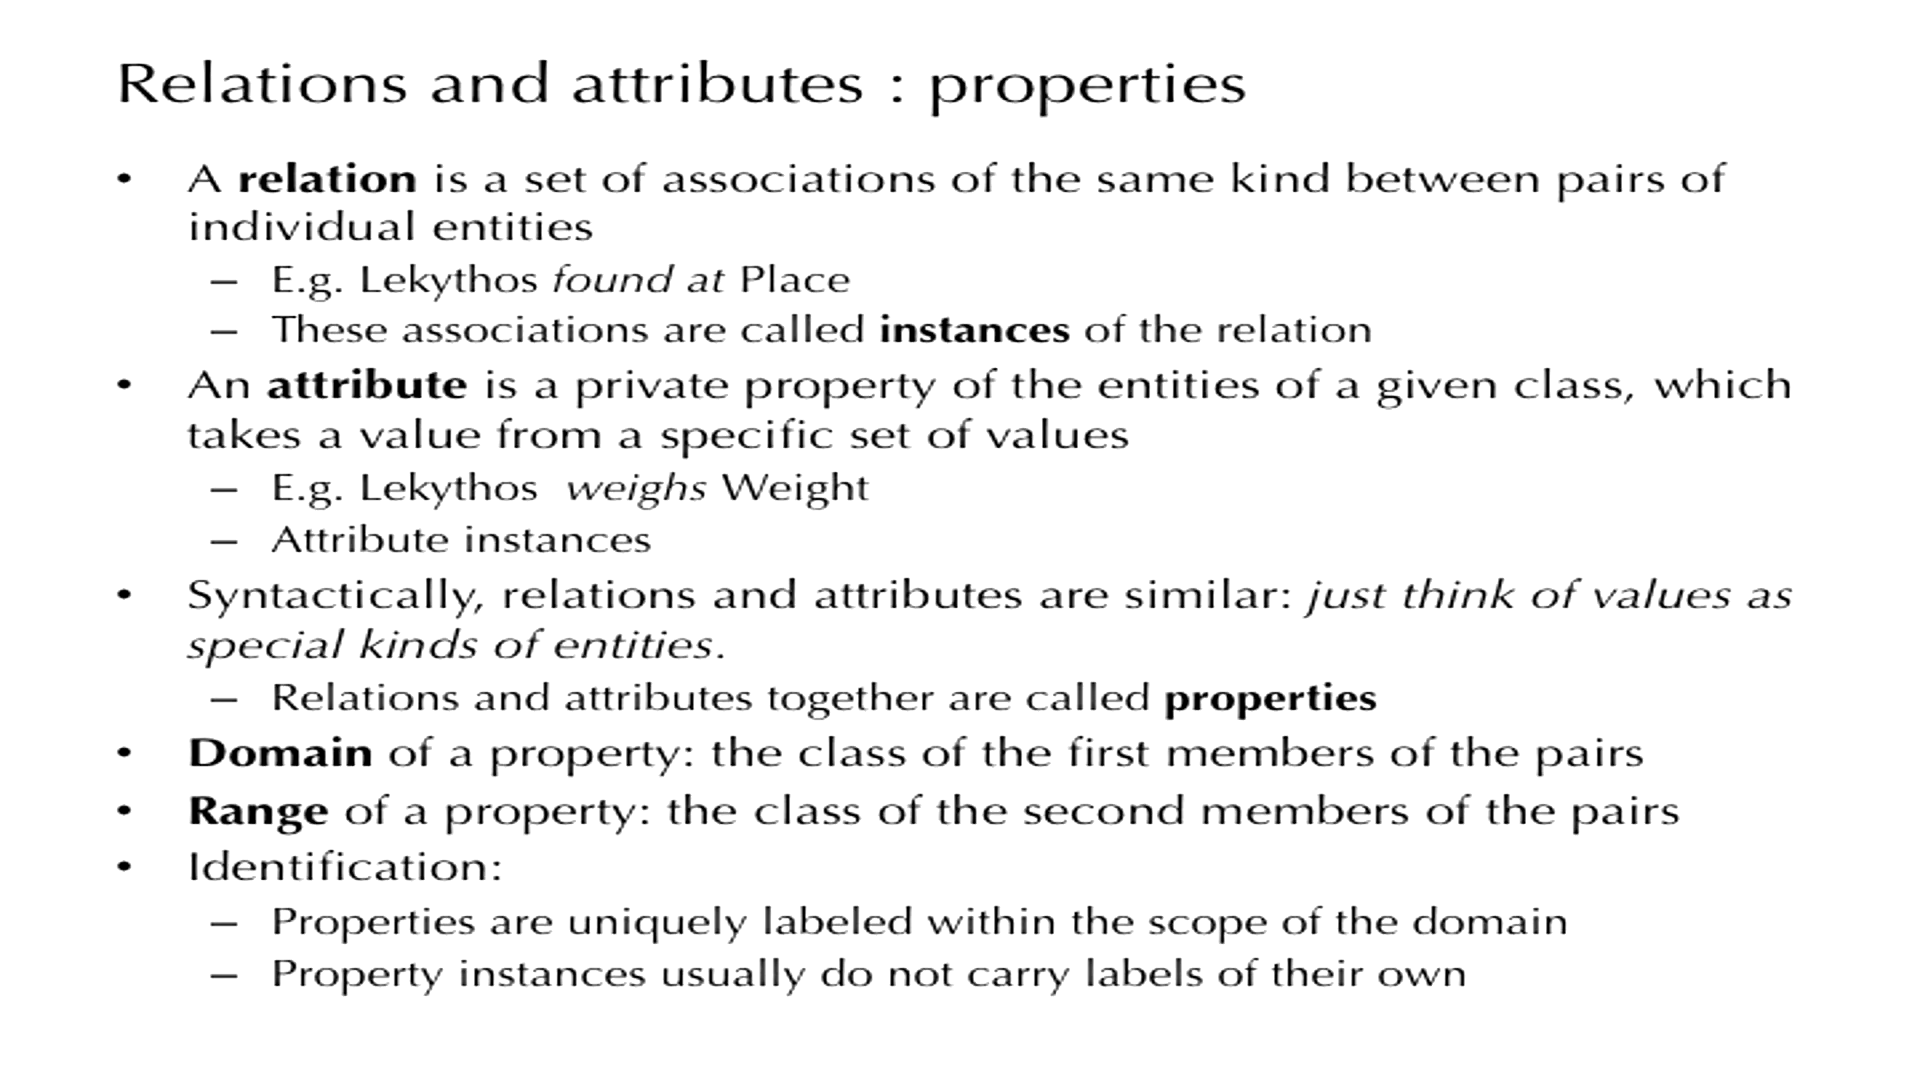 Relations and attributes : properties
• A relation is a set of associations of the same kind between pairs of
individual entities
– E.g. Lekythos found at Place
– These associations are called instances of the relation
• An attribute is a private property of the entities of a given class, which
takes a value from a specific set of values
– E.g. Lekythos weighs Weight
– Attribute instances
• Syntactically, relations and attributes are similar: just think of values as
special kinds of entities.
– Relations and attributes together are called properties
• Domain of a property: the class of the first members of the pairs
• Range of a property: the class of the second members of the pairs
• Identification:
– Properties are uniquely labeled within the scope of the domain
– Property instances usually do not carry labels of their own